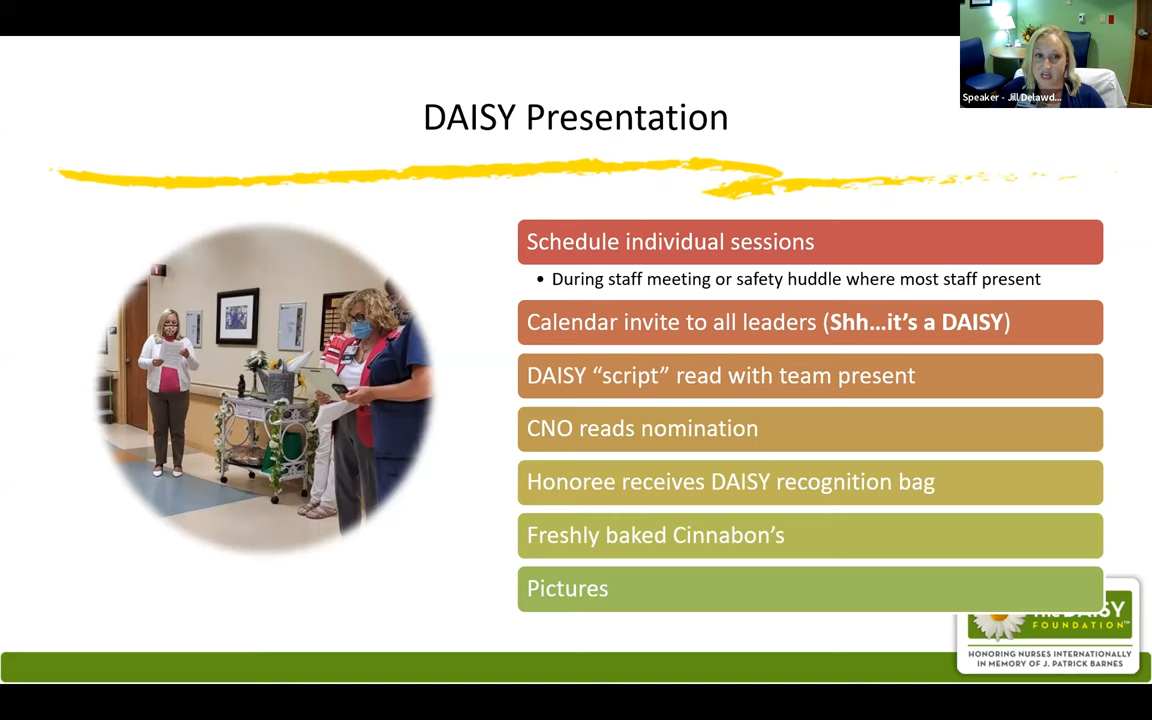 Speaker - Jill Delawd...
DAISY Presentation
Schedule individual sessions
• During staff meeting or safety huddle where most staff present
Calendar invite to all leaders (Shh...it's a DAISY)
DAISY “script” read with team present
CNO reads nomination
Honoree receives DAISY recognition bag
Freshly baked Cinnabon's
Pictures
DAISY
FOUNDATION™
HONORING NURSES INTERNATIONALLY
IN MEMORY OF J. PATRICK BARNES